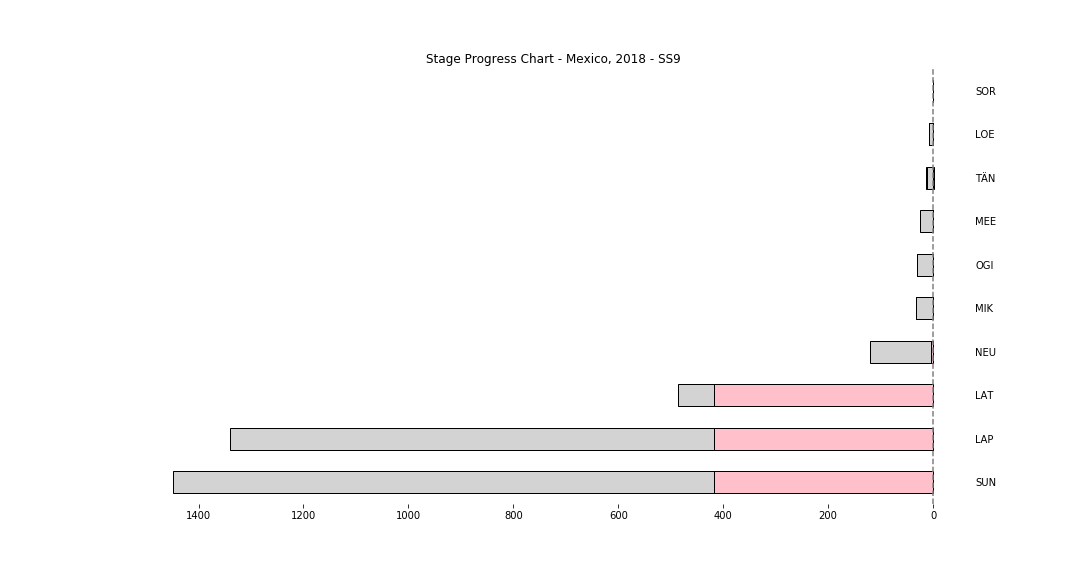 Stage Progress Chart - Mexico, 2018 - SS9
SOR
LOE
TÄN
MEE
OGI
MIK
NEU
LAT
LAP
SUN
1400 1200 1000 800 600 400 200 0